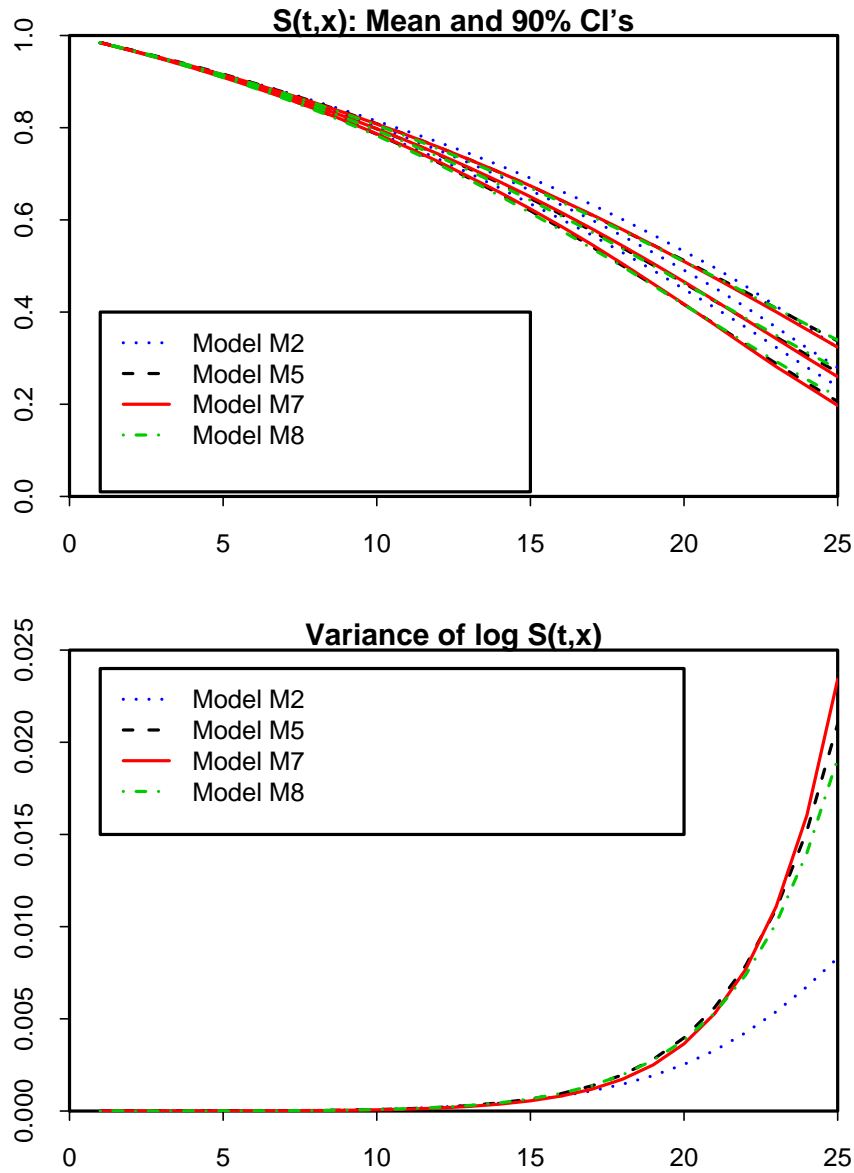 S(t,x): Mean and 90% CI's
1.0
0.8
0.6
0.4
0.2
0.0
Model M2
Model M5
Model M7
Model M8
0 5 10 15 20 25
Variance of log S(t,x)
0.025
0.020
0.015
0.010
0.005
0.000
Model M2
Model M5
Model M7
Model M8
0 5 10 15 20 25